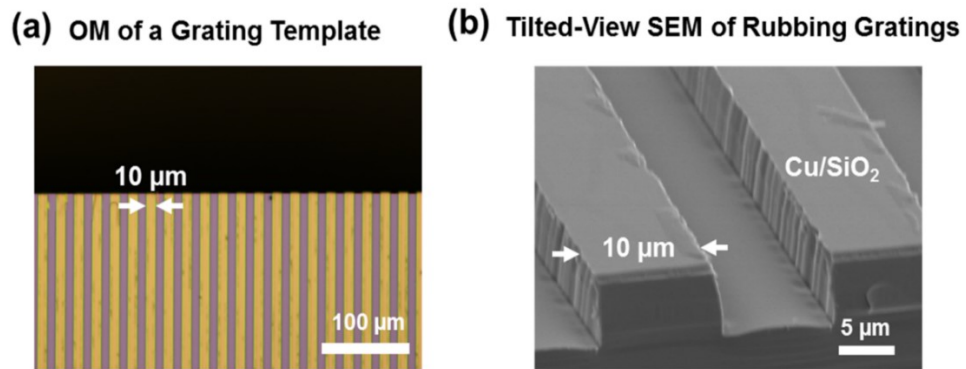 (a) OM of a Grating Template
10 µm
100 µm
(b) Tilted-View SEM of Rubbing Gratings
Cu/SiO₂
10 µm
5 µm